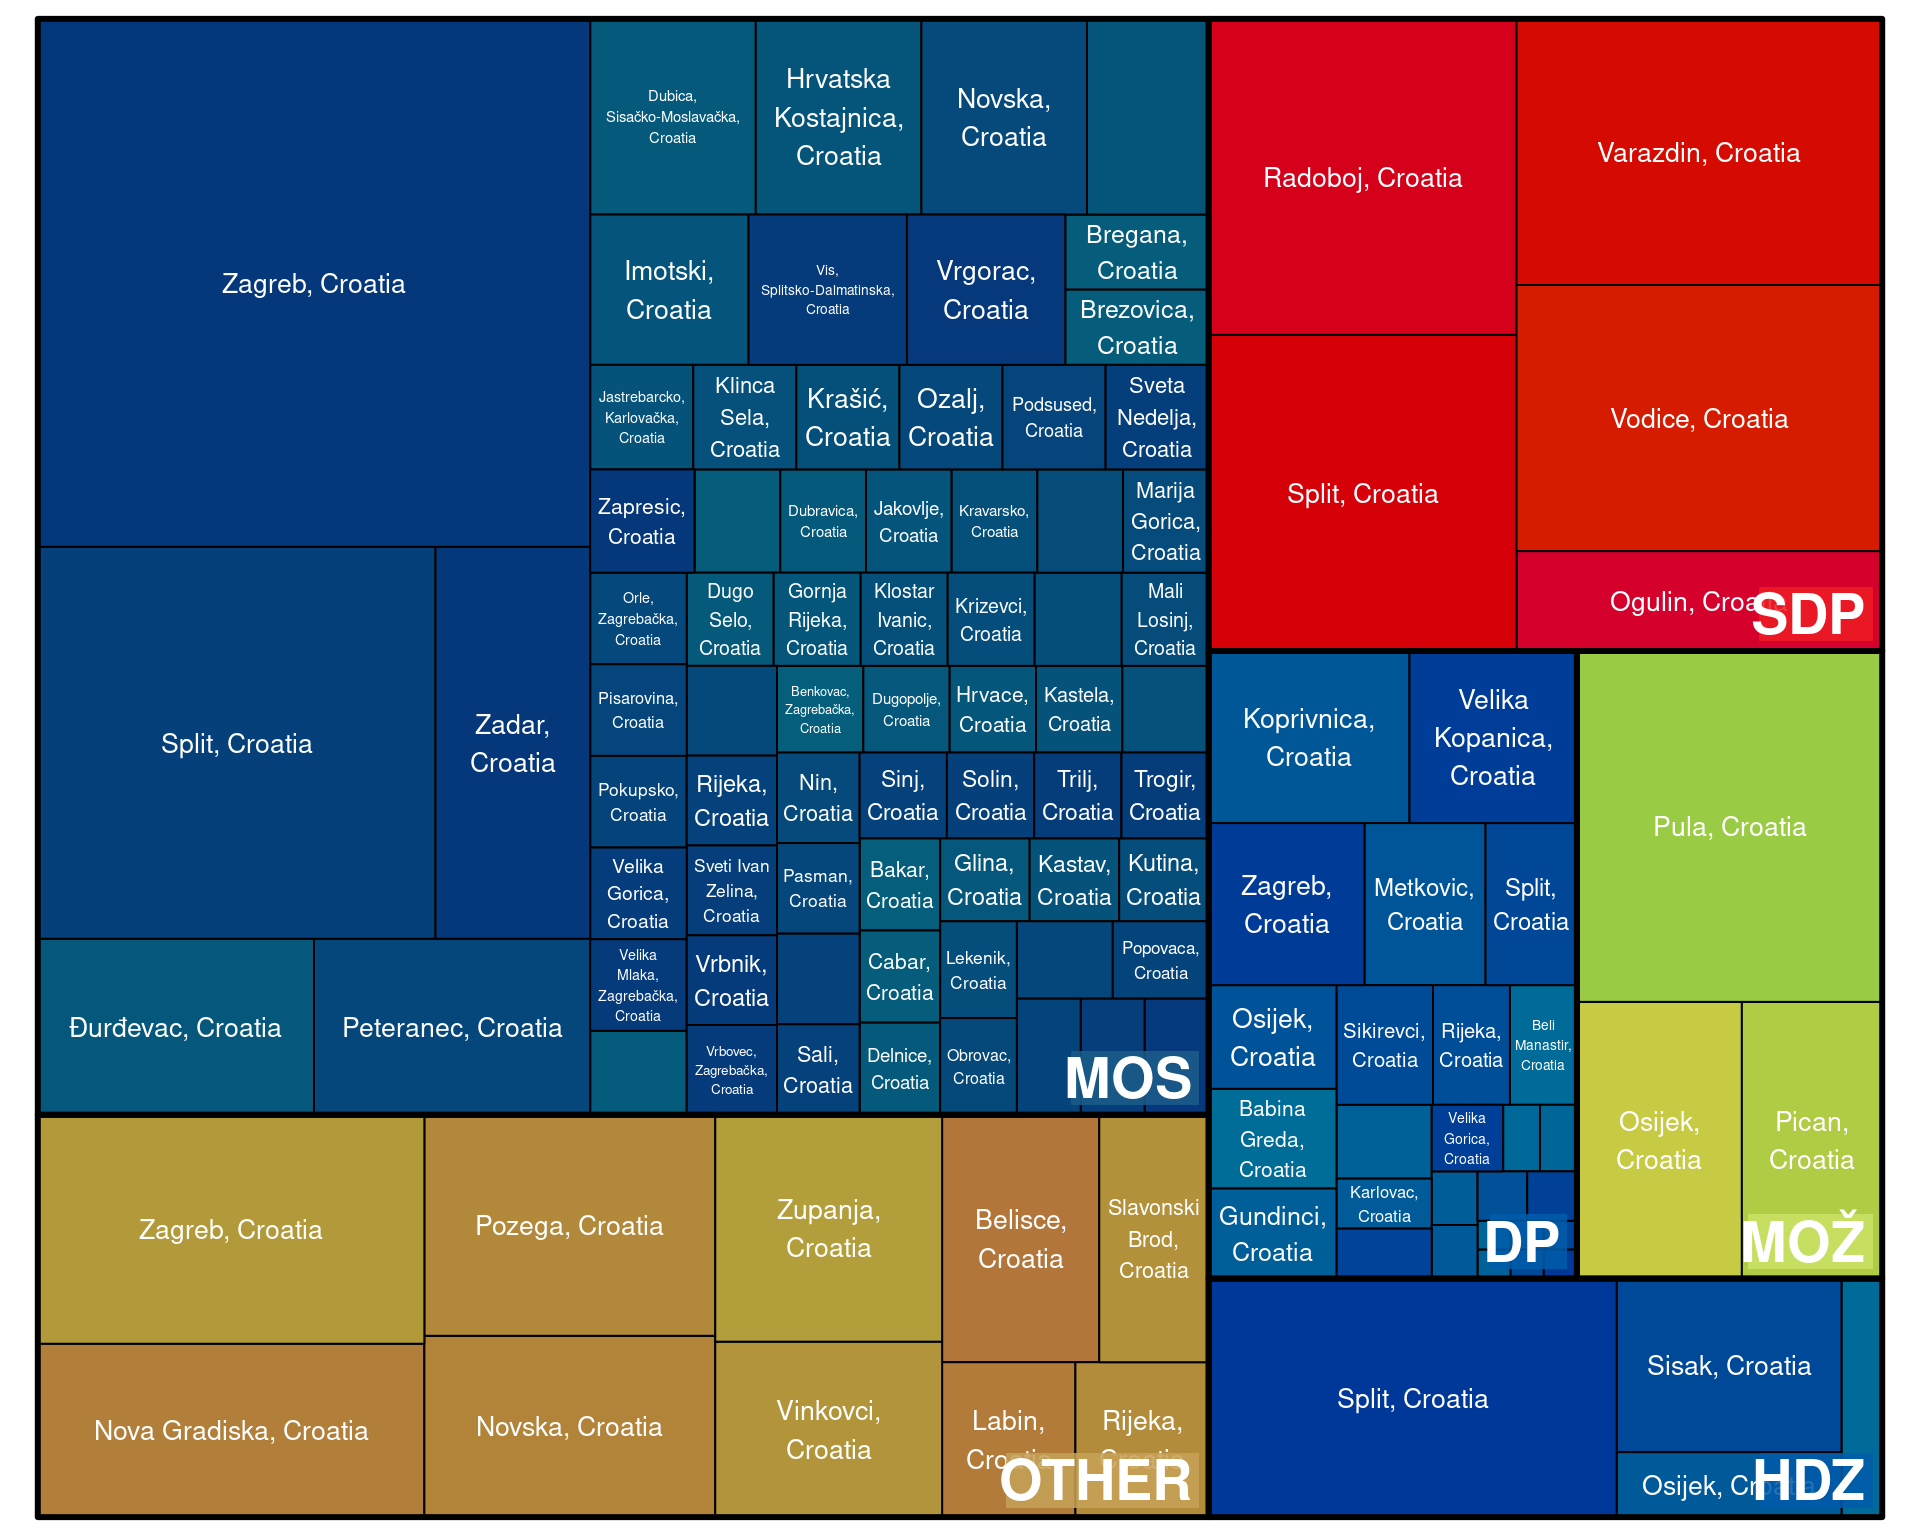 Zagreb, Croatia
Split, Croatia
Zadar,
Croatia
Đurđevac, Croatia
Peteranec, Croatia
Dubica,
Sisačko-Moslavačka,
Croatia
Hrvatska
Kostajnica,
Croatia
Novska,
Croatia
Imotski,
Croatia
Vis,
Splitsko-Dalmatinska,
Croatia
Vrgorac,
Croatia
Bregana,
Croatia
Brezovica,
Croatia
Jastrebarcko,
Karlovačka,
Croatia
Klinca
Sela,
Croatia
Krašić,
Croatia
Ozalj,
Croatia
Podsused,
Croatia
Sveta
Nedelja,
Croatia
Zapresic,
Croatia
Dubravica,
Croatia
Jakovlje,
Croatia
Kravarsko,
Croatia
Marija
Gorica,
Croatia
Orle,
Zagrebačka,
Croatia
Dugo
Selo,
Croatia
Gornja
Rijeka,
Croatia
Klostar
Ivanic,
Croatia
Krizevci,
Croatia
Mali
Losinj,
Croatia
Pisarovina,
Croatia
Benkovac,
Zagrebačka,
Croatia
Dugopolje,
Croatia
Hrvace,
Croatia
Kastela,
Croatia
Pokupsko,
Croatia
Rijeka,
Croatia
Nin,
Croatia
Sinj,
Croatia
Solin,
Croatia
Trilj,
Croatia
Trogir,
Croatia
Velika
Gorica,
Croatia
Sveti Ivan
Zelina,
Croatia
Pasman,
Croatia
Bakar,
Croatia
Glina,
Croatia
Kastav,
Croatia
Kutina,
Croatia
Velika
Mlaka,
Zagrebačka,
Croatia
Vrbnik,
Croatia
Cabar,
Croatia
Lekenik,
Croatia
Popovaca,
Croatia
Vrbovec,
Zagrebačka,
Croatia
Sali,
Croatia
Delnice,
Croatia
Obrovac,
Croatia
MOS
Radoboj, Croatia
Split, Croatia
Varazdin, Croatia
Vodice, Croatia
Ogulin, Croatia
SDP
Koprivnica,
Croatia
Velika
Kopanica,
Croatia
Zagreb,
Croatia
Metkovic,
Croatia
Split,
Croatia
Osijek,
Croatia
Sikirevci,
Croatia
Rijeka,
Croatia
Beli
Manastir,
Croatia
Babina
Greda,
Croatia
Velika
Gorica,
Croatia
Karlovac,
Croatia
Gundinci,
Croatia
DP
Pula, Croatia
Osijek,
Croatia
Pican,
Croatia
MOŽ
Zagreb, Croatia
Nova Gradiska, Croatia
Pozega, Croatia
Novska, Croatia
Zupanja,
Croatia
Vinkovci,
Croatia
Belisce,
Croatia
Slavonski
Brod,
Croatia
Labin,
Croatia
Rijeka,
Croatia
OTHER
Split, Croatia
Sisak, Croatia
Osijek, Croatia
HDZ